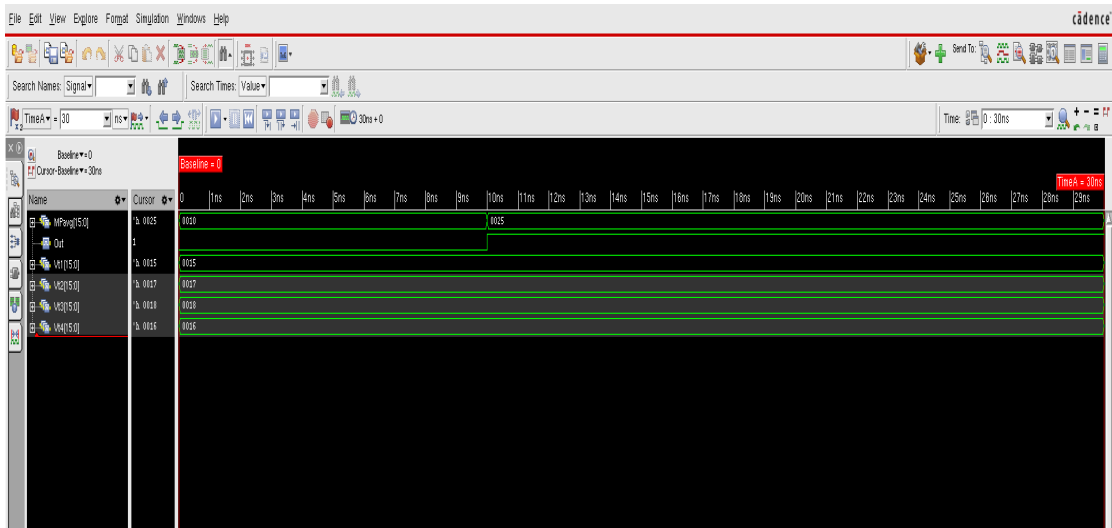 File Edit View Explore Format Simulation Windows Help cādence
Send To:
Search Names: Signal Search Times: Value
TimeA = 30 ns 30ns + 0 Time: 0 : 30ns
x2
Baseline = 0
Cursor-Baseline = 30ns
Baseline = 0
TimeA = 30ns
Name Cursor 0 1ns 2ns 3ns 4ns 5ns 6ns 7ns 8ns 9ns 10ns 11ns 12ns 13ns 14ns 15ns 16ns 17ns 18ns 19ns 20ns 21ns 22ns 23ns 24ns 25ns 26ns 27ns 28ns 29ns
MPavg[15:0] 'h 0025 0010 0025
Out 1
Vt1[15:0] 'h 0015 0015
Vt2[15:0] 'h 0017 0017
Vt3[15:0] 'h 0018 0018
Vt4[15:0] 'h 0016 0016